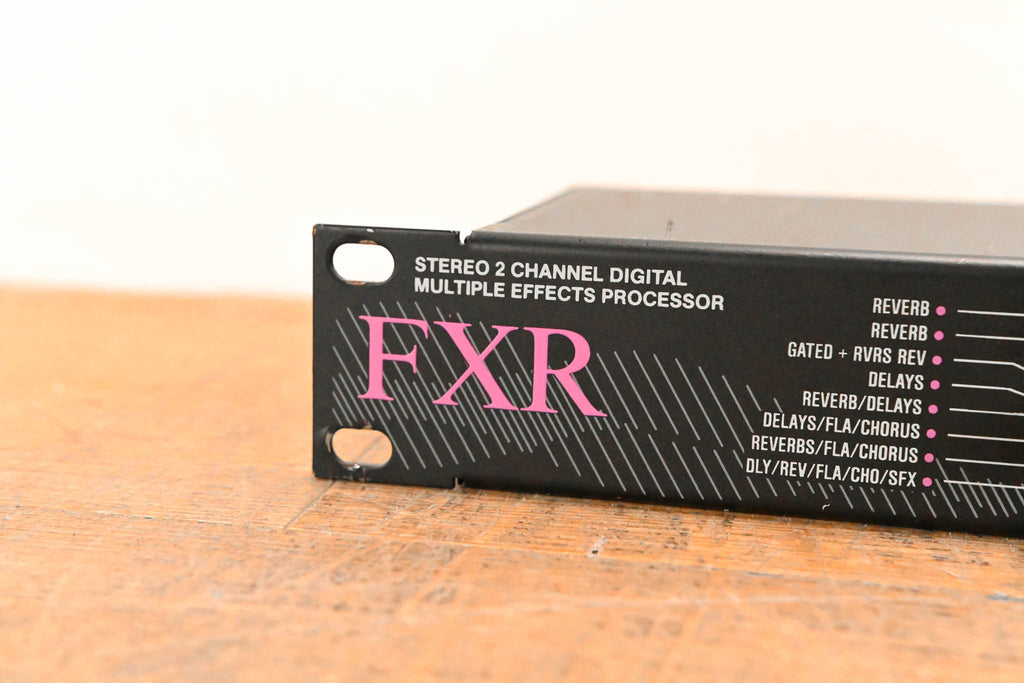 STEREO 2 CHANNEL DIGITAL
MULTIPLE EFFECTS PROCESSOR
FXR
REVERB
REVERB
GATED + RVRS REV
DELAYS
REVERB/DELAYS
DELAYS/FLA/CHORUS
REVERBS/FLA/CHORUS
DLY/REV/FLA/CHO/SFX